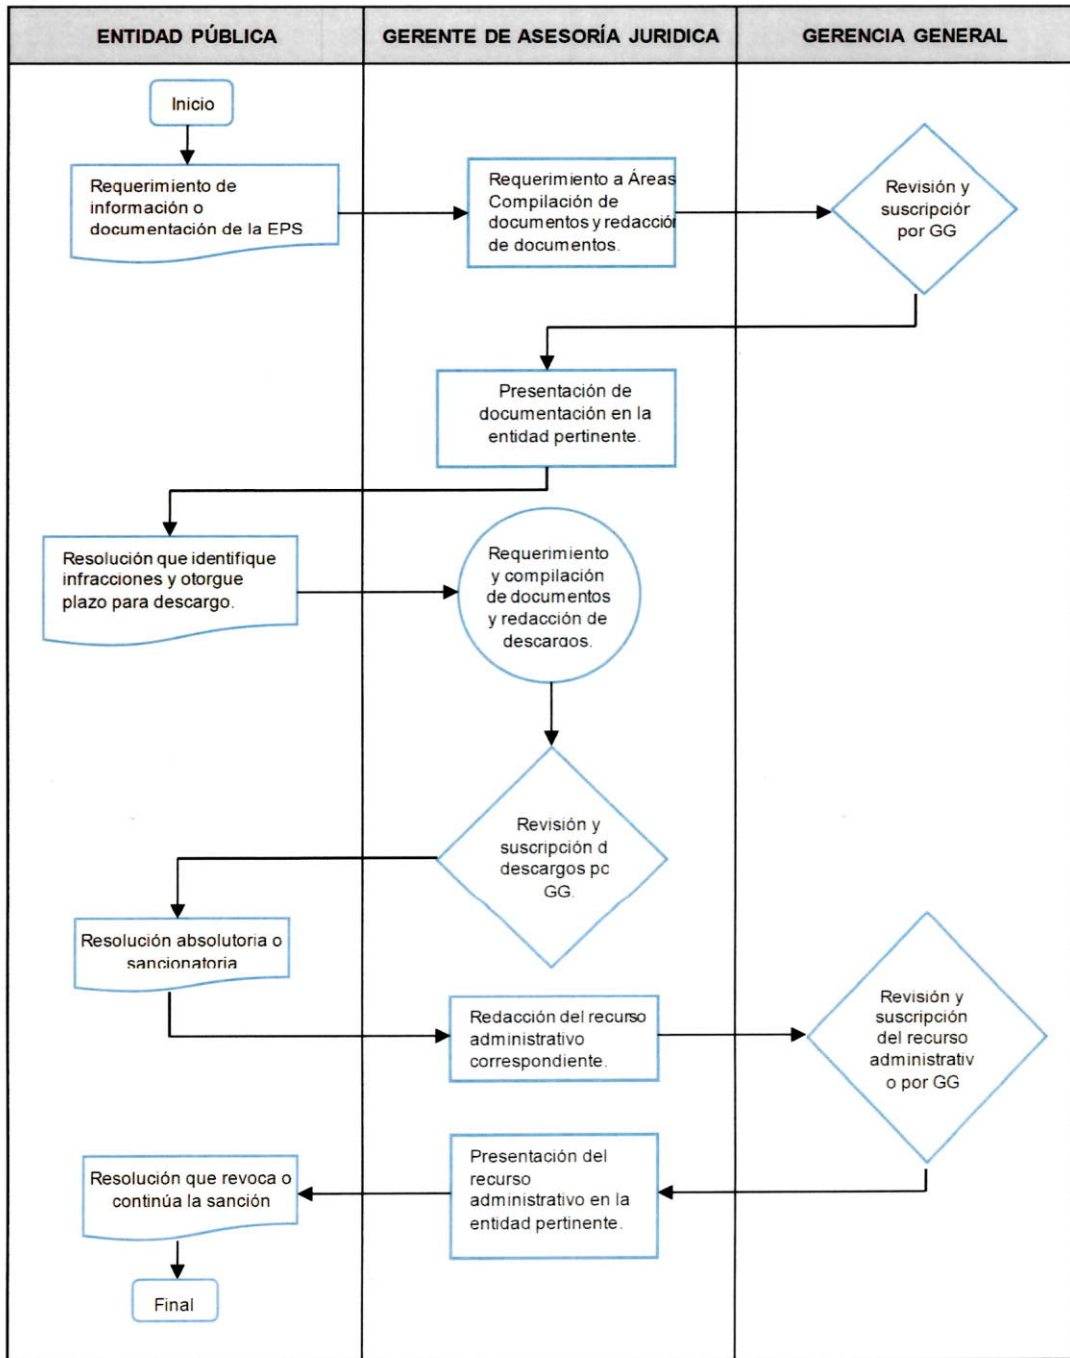 ENTIDAD PÚBLICA
GERENTE DE ASESORÍA JURIDICA
GERENCIA GENERAL
Inicio
Requerimiento de
información o
documentación de la EPS
Requerimiento a Áreas
Compilación de
documentos y redacción
de documentos.
Revisión y
suscripción
por GG
Presentación de
documentación en la
entidad pertinente.
Resolución que identifique
infracciones y otorgue
plazo para descargo.
Requerimiento
y compilación
de documentos
y redacción de
descargos.
Revisión y
suscripción d
descargos po
GG.
Resolución absolutoria o
sancionatoria
Redacción del recurso
administrativo
correspondiente.
Revisión y
suscripción
del recurso
administrativ
o por GG
Presentación del
recurso
administrativo en la
entidad pertinente.
Resolución que revoca o
continúa la sanción
Final